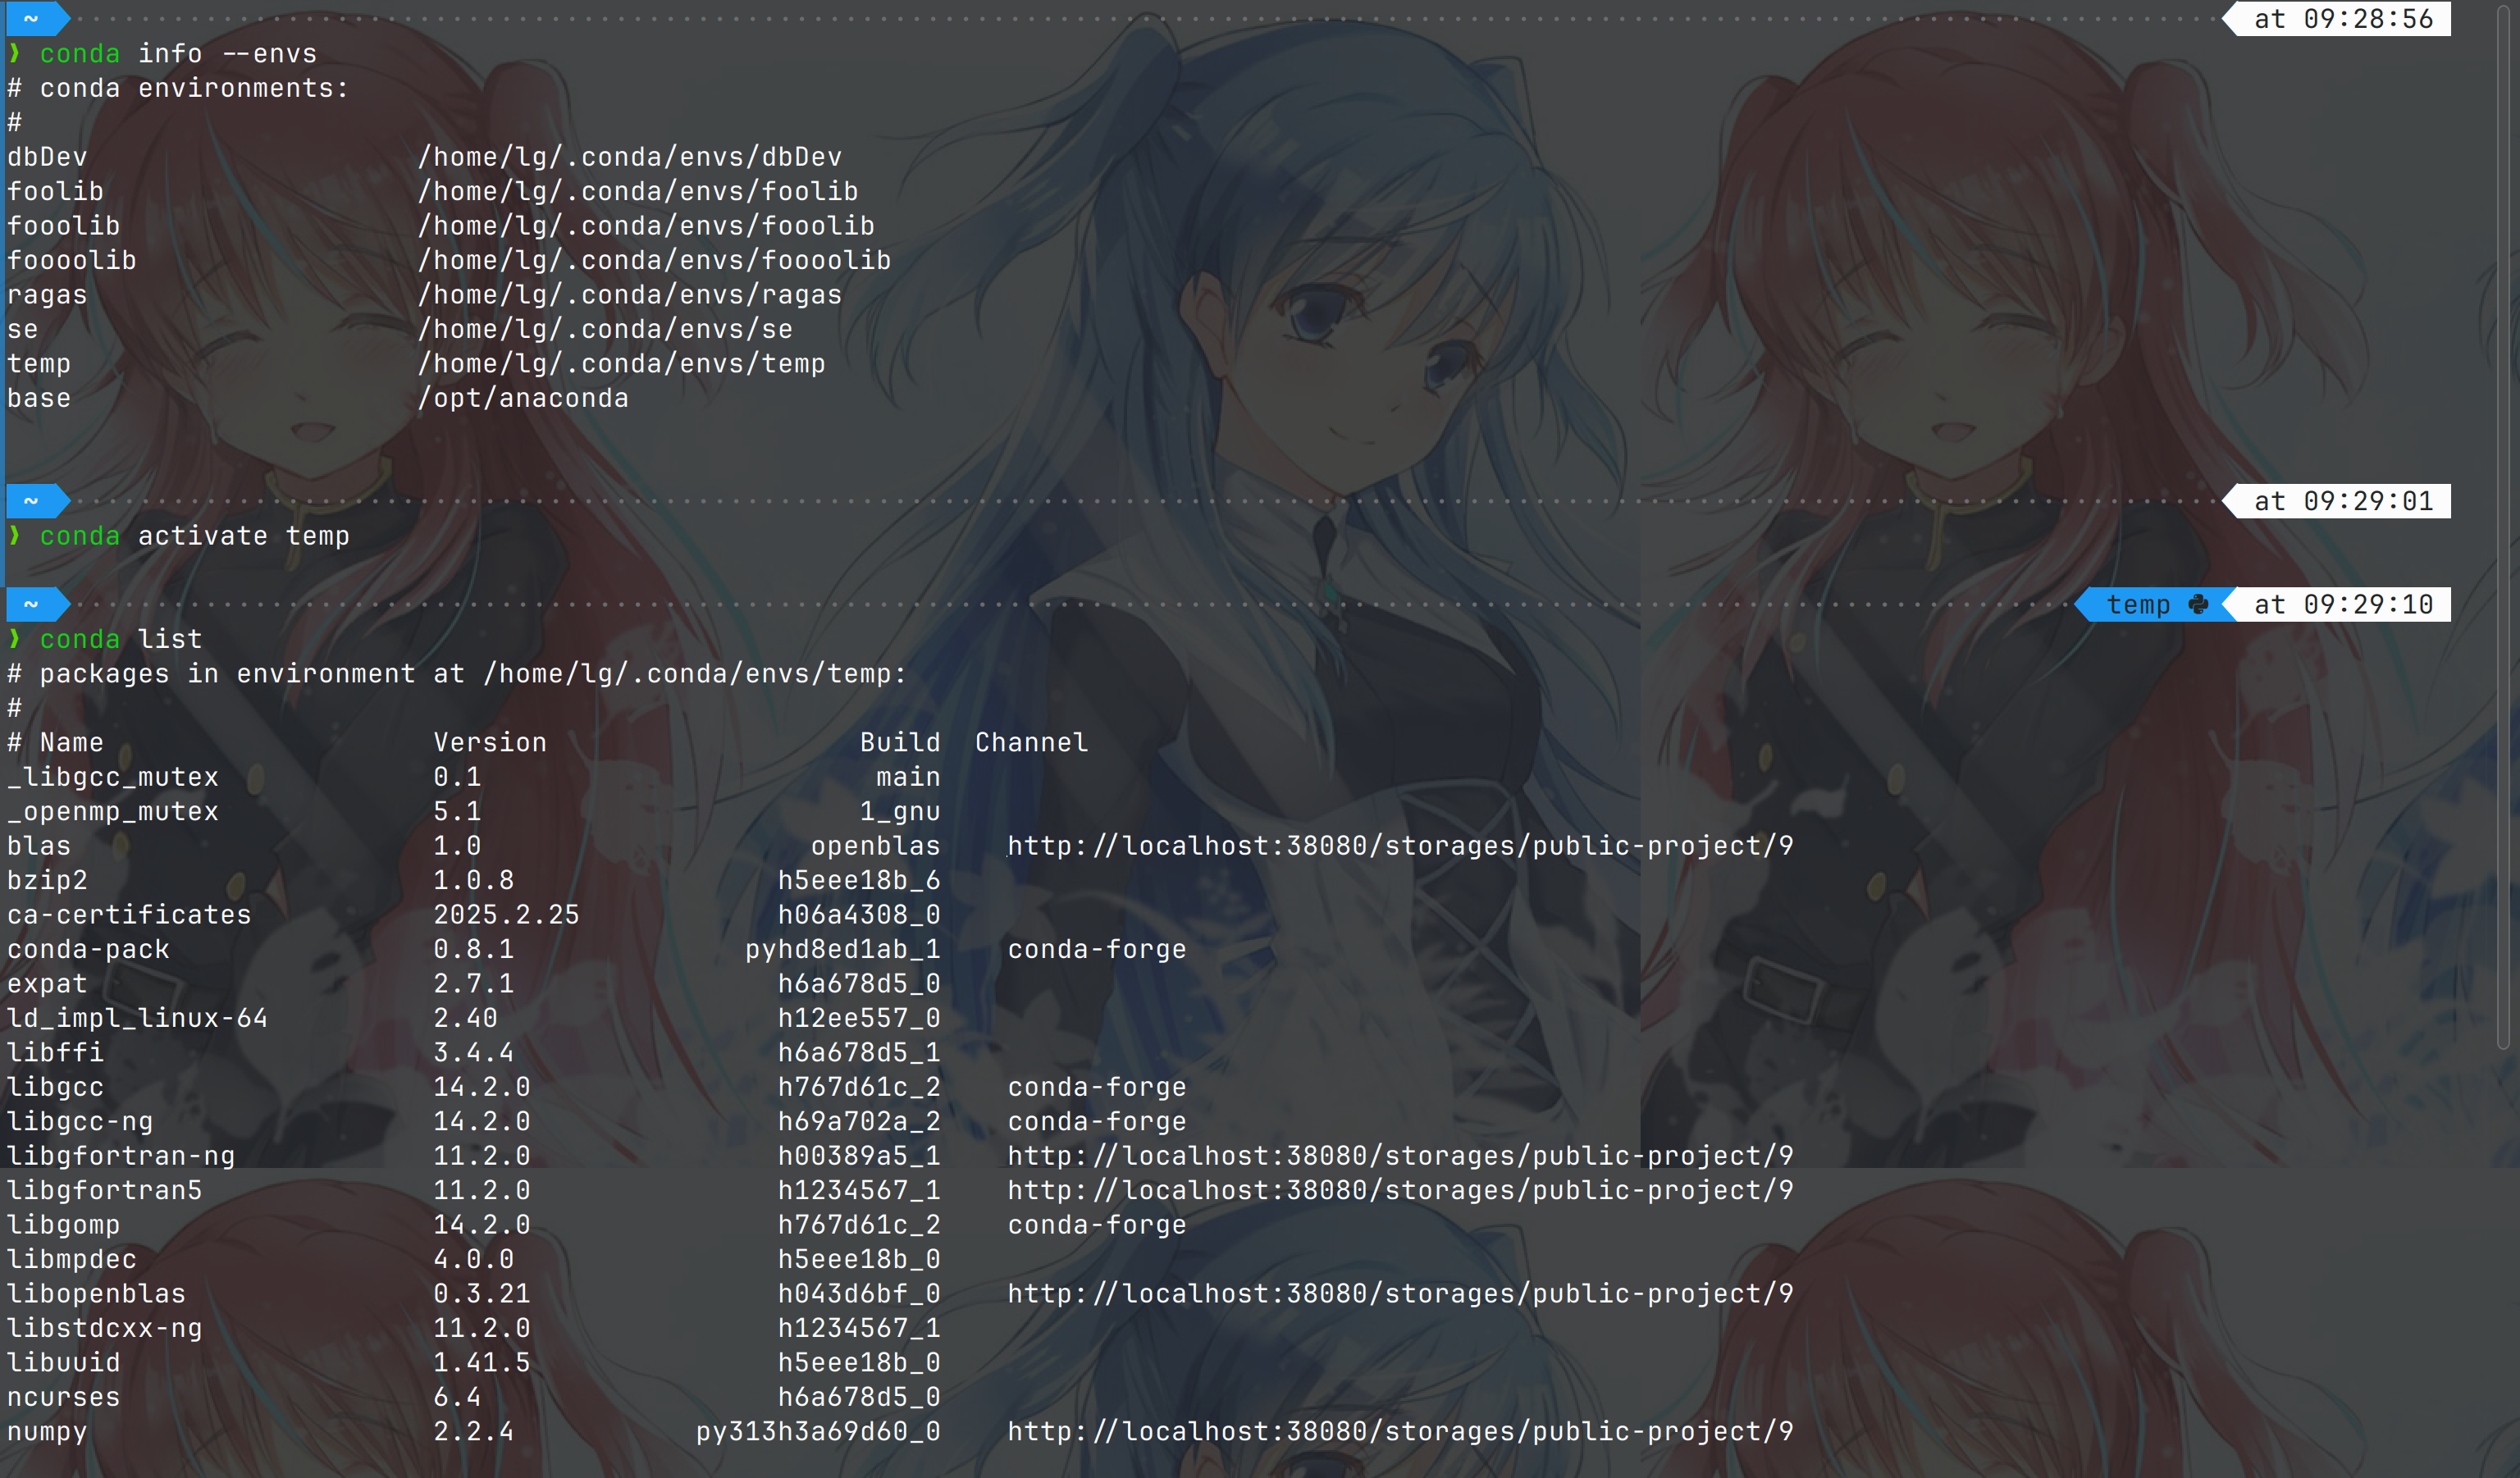 ~ at 09:28:56
❯ conda info --envs
# conda environments:
#
dbDev                    /home/lg/.conda/envs/dbDev
foolib                   /home/lg/.conda/envs/foolib
fooolib                  /home/lg/.conda/envs/fooolib
foooolib                 /home/lg/.conda/envs/foooolib
ragas                    /home/lg/.conda/envs/ragas
se                       /home/lg/.conda/envs/se
temp                     /home/lg/.conda/envs/temp
base                     /opt/anaconda
~ at 09:29:01
❯ conda activate temp
~ temp at 09:29:10
❯ conda list
# packages in environment at /home/lg/.conda/envs/temp:
#
# Name                    Version                   Build  Channel
_libgcc_mutex             0.1                        main
_openmp_mutex             5.1                       1_gnu
blas                      1.0                    openblas    http://localhost:38080/storages/public-project/9
bzip2                     1.0.8                h5eee18b_6
ca-certificates           2025.2.25            h06a4308_0
conda-pack                0.8.1              pyhd8ed1ab_1    conda-forge
expat                     2.7.1                h6a678d5_0
ld_impl_linux-64          2.40                 h12ee557_0
libffi                    3.4.4                h6a678d5_1
libgcc                    14.2.0               h767d61c_2    conda-forge
libgcc-ng                 14.2.0               h69a702a_2    conda-forge
libgfortran-ng            11.2.0               h00389a5_1    http://localhost:38080/storages/public-project/9
libgfortran5              11.2.0               h1234567_1    http://localhost:38080/storages/public-project/9
libgomp                   14.2.0               h767d61c_2    conda-forge
libmpdec                  4.0.0                h5eee18b_0
libopenblas               0.3.21               h043d6bf_0    http://localhost:38080/storages/public-project/9
libstdcxx-ng              11.2.0               h1234567_1
libuuid                   1.41.5               h5eee18b_0
ncurses                   6.4                  h6a678d5_0
numpy                     2.2.4           py313h3a69d60_0    http://localhost:38080/storages/public-project/9